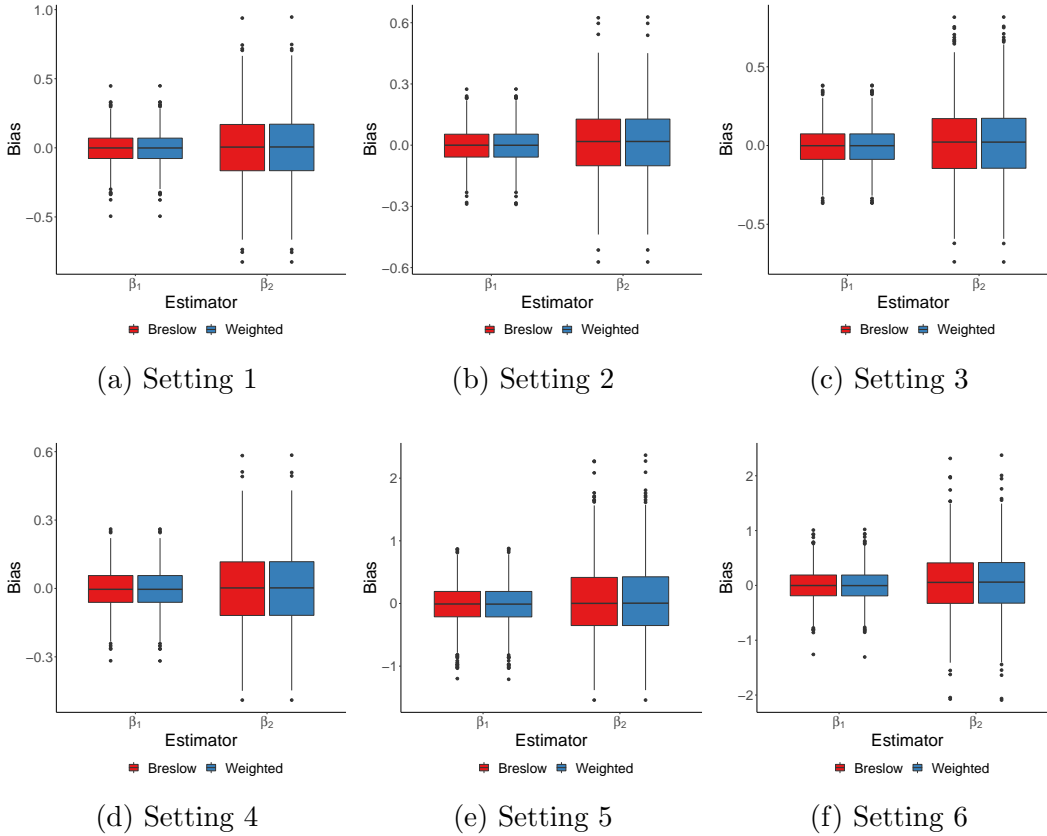 1.0
0.5
0.0
−0.5
Bias
β1 β2
Estimator
Breslow Weighted
(a) Setting 1
0.6
0.3
0.0
−0.3
−0.6
Bias
β1 β2
Estimator
Breslow Weighted
(b) Setting 2
0.5
0.0
−0.5
Bias
β1 β2
Estimator
Breslow Weighted
(c) Setting 3
0.6
0.3
0.0
−0.3
Bias
β1 β2
Estimator
Breslow Weighted
(d) Setting 4
2
1
0
−1
Bias
β1 β2
Estimator
Breslow Weighted
(e) Setting 5
2
1
0
−1
−2
Bias
β1 β2
Estimator
Breslow Weighted
(f) Setting 6